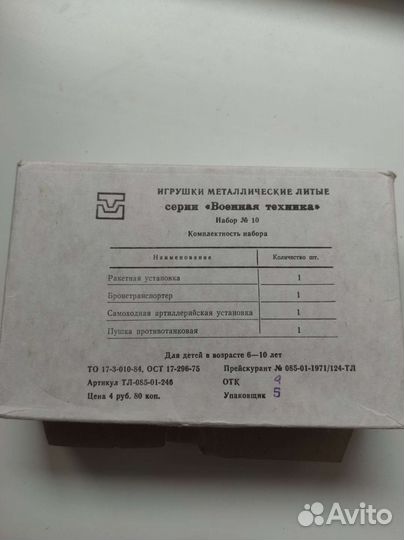 ИГРУШКИ МЕТАЛЛИЧЕСКИЕ ЛИТЫЕ
серии «Военная техника»
Набор № 10
Комплектность набора
Наименование Количество шт.
Ракетная установка 1
Бронетранспортер 1
Самоходная артиллерийская установка 1
Пушка противотанковая 1
Для детей в возрасте 6—10 лет
ТО 17-3-010-84, ОСТ 17-296-75 Прейскурант № 085-01-1971/124-ТЛ
Артикул ТЛ-085-01-246 ОТК 9
Цена 4 руб. 80 коп. Упаковщик 5
Avito